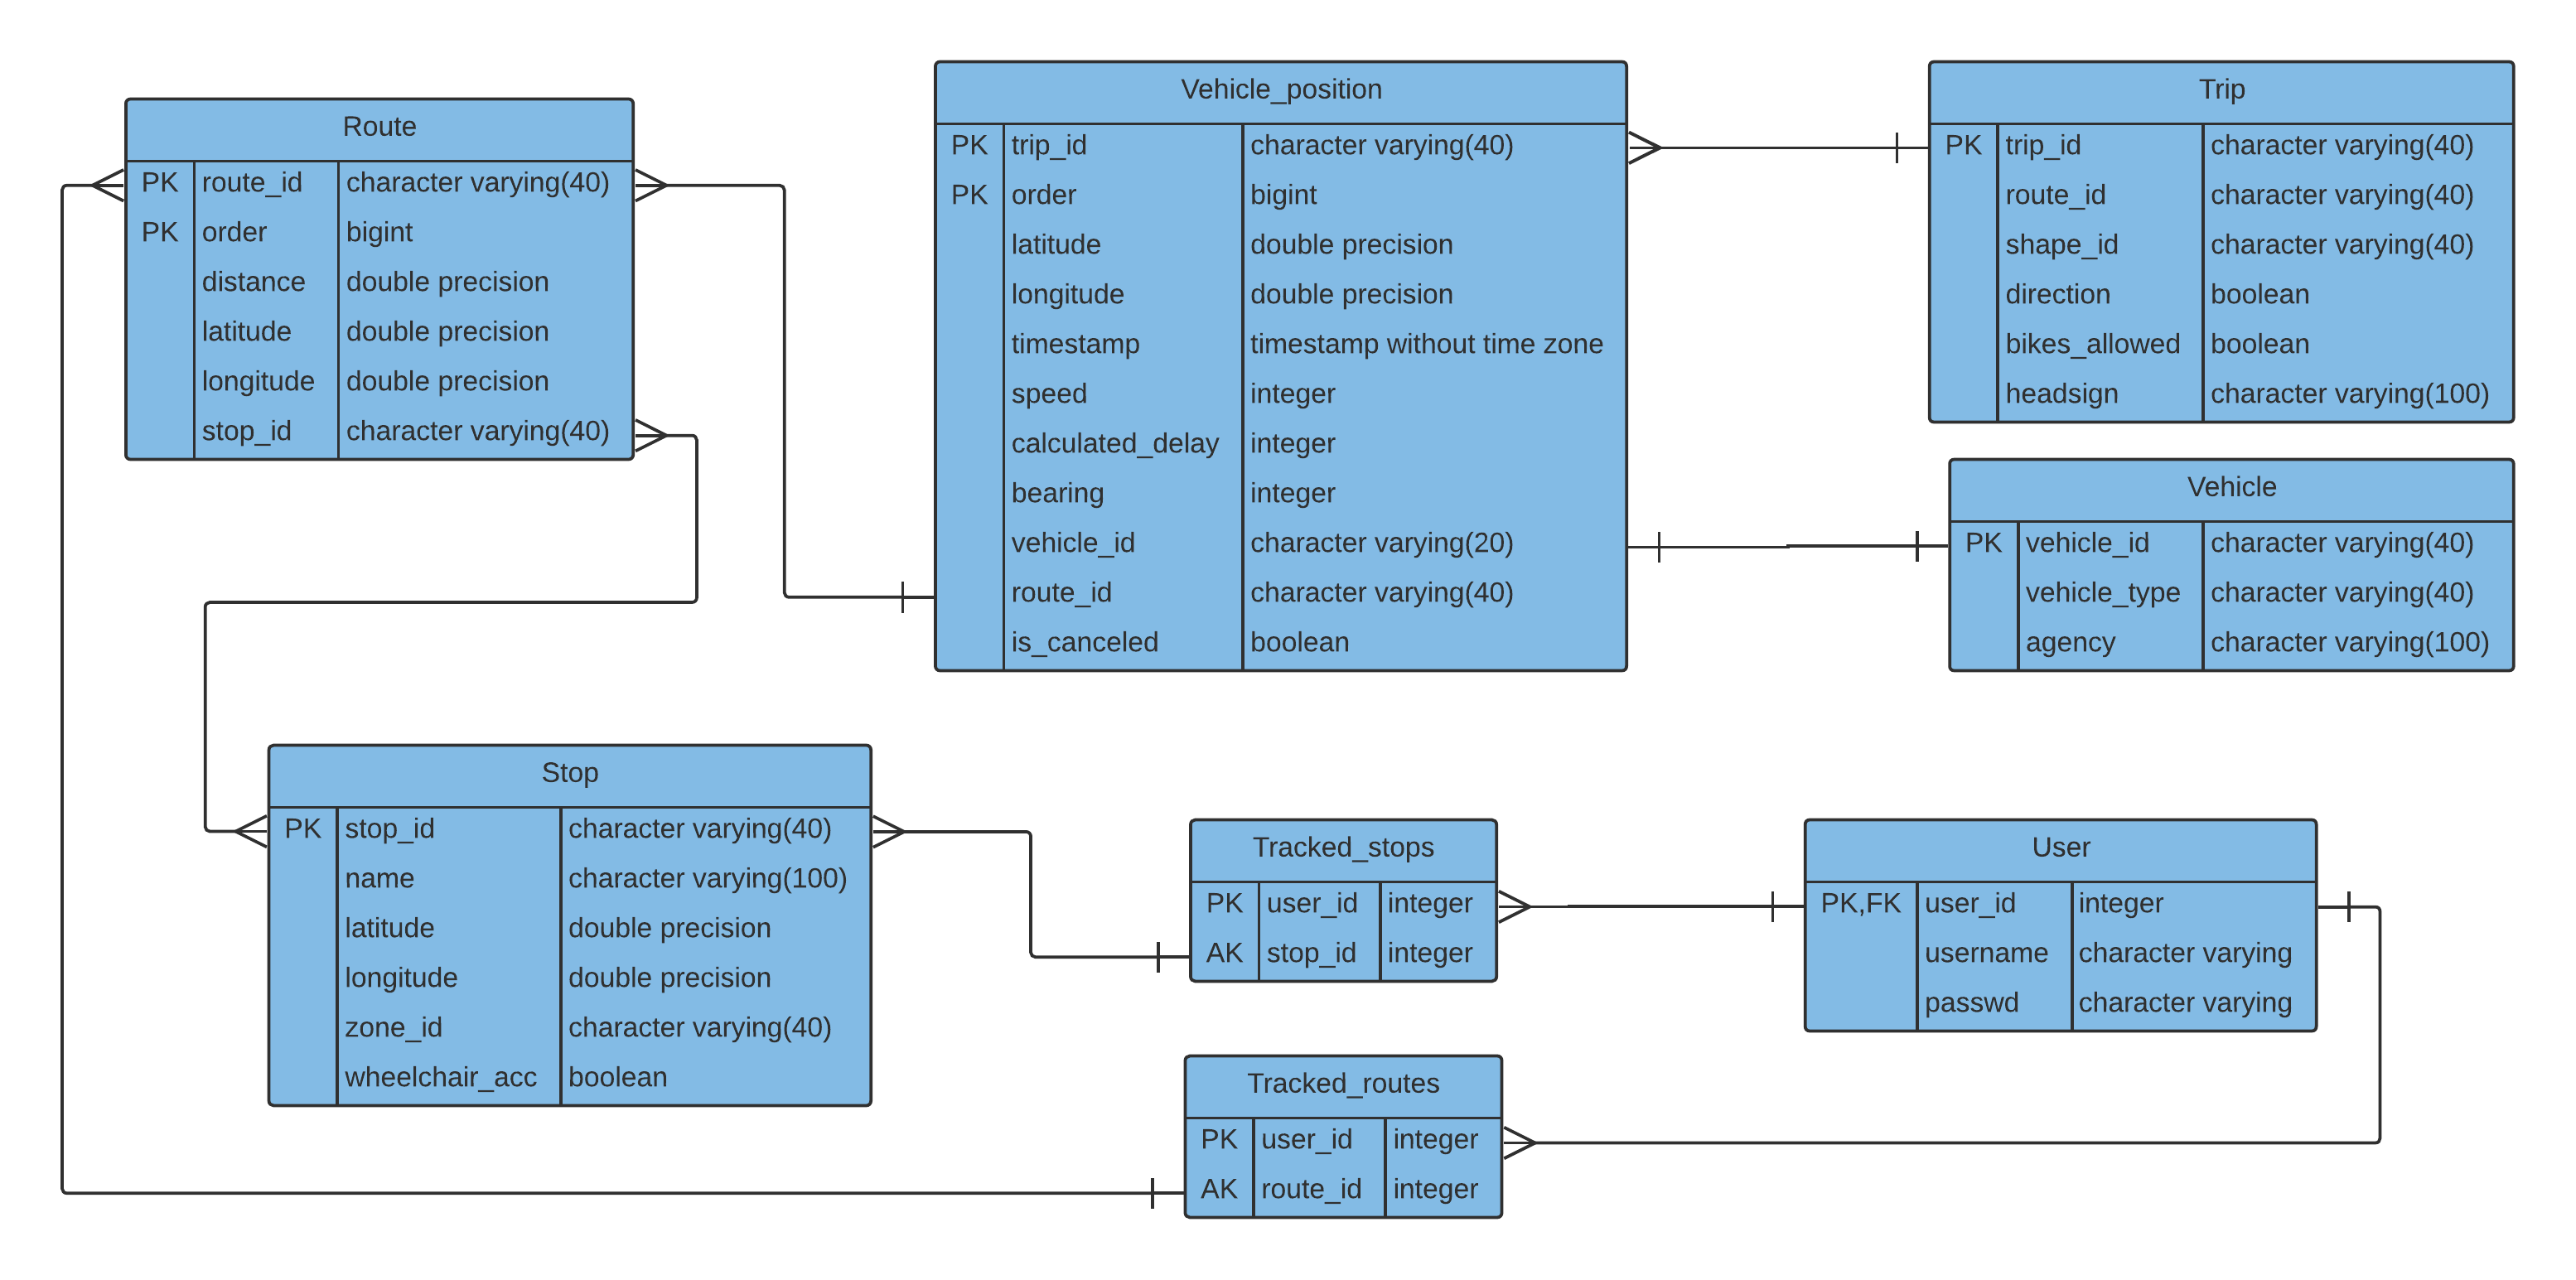 Route
PK route_id character varying(40)
PK order bigint
distance double precision
latitude double precision
longitude double precision
stop_id character varying(40)
Vehicle_position
PK trip_id character varying(40)
PK order bigint
latitude double precision
longitude double precision
timestamp timestamp without time zone
speed integer
calculated_delay integer
bearing integer
vehicle_id character varying(20)
route_id character varying(40)
is_canceled boolean
Trip
PK trip_id character varying(40)
route_id character varying(40)
shape_id character varying(40)
direction boolean
bikes_allowed boolean
headsign character varying(100)
Vehicle
PK vehicle_id character varying(40)
vehicle_type character varying(40)
agency character varying(100)
Stop
PK stop_id character varying(40)
name character varying(100)
latitude double precision
longitude double precision
zone_id character varying(40)
wheelchair_acc boolean
Tracked_stops
PK user_id integer
AK stop_id integer
User
PK,FK user_id integer
username character varying
passwd character varying
Tracked_routes
PK user_id integer
AK route_id integer